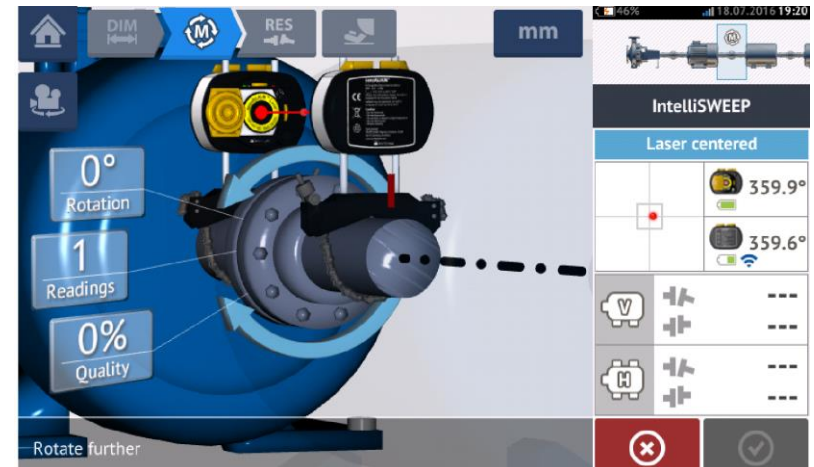 DIM
M
RES
mm
46%
18.07.2016 19:20
M
IntelliSWEEP
Laser centered
359.9°
359.6°
V
---
---
H
---
---
0°
Rotation
1
Readings
0%
Quality
CE
Rotate further